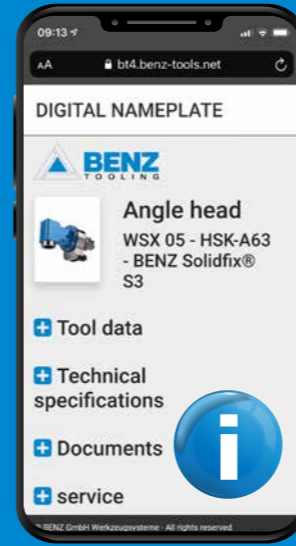 09:13
AA bt4.benz-tools.net
DIGITAL NAMEPLATE
BENZ
TOOLING
Angle head
WSX 05 - HSK-A63
- BENZ Solidfix®
S3
Tool data
Technical
specifications
Documents
i
service
© BENZ GmbH Werkzeugsysteme · All rights reserved